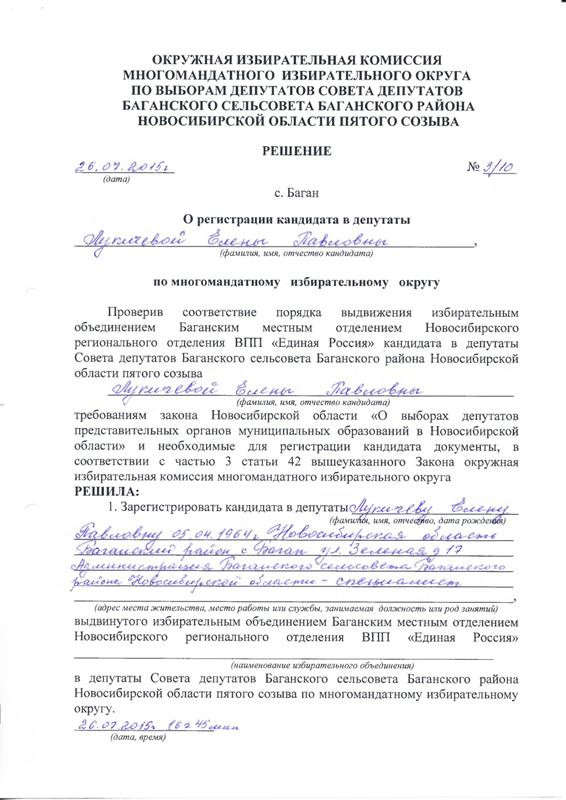 ОКРУЖНАЯ ИЗБИРАТЕЛЬНАЯ КОМИССИЯ
МНОГОМАНДАТНОГО ИЗБИРАТЕЛЬНОГО ОКРУГА
ПО ВЫБОРАМ ДЕПУТАТОВ СОВЕТА ДЕПУТАТОВ
БАГАНСКОГО СЕЛЬСОВЕТА БАГАНСКОГО РАЙОНА
НОВОСИБИРСКОЙ ОБЛАСТИ ПЯТОГО СОЗЫВА
РЕШЕНИЕ
26.07.2015г № 3/10
(дата)
с. Баган
О регистрации кандидата в депутаты
Лукичевой Елены Павловны,
(фамилия, имя, отчество кандидата)
по многомандатному избирательному округу
Проверив соответствие порядка выдвижения избирательным
объединением Баганским местным отделением Новосибирского
регионального отделения ВПП «Единая Россия» кандидата в депутаты
Совета депутатов Баганского сельсовета Баганского района Новосибирской
области пятого созыва
Лукичевой Елены Павловны
(фамилия, имя, отчество кандидата)
требованиям закона Новосибирской области «О выборах депутатов
представительных органов муниципальных образований в Новосибирской
области» и необходимые для регистрации кандидата документы, в
соответствии с частью 3 статьи 42 вышеуказанного Закона окружная
избирательная комиссия многомандатного избирательного округа
РЕШИЛА:
1. Зарегистрировать кандидата в депутаты Лукичеву Елену
(фамилия, имя, отчество, дата рождения)
Павловну 05.04.1964г, Новосибирская область
Баганский район с Баган ул. Зеленая д 17
Администрация Баганского сельсовета Баганского
района Новосибирской области - специалист
,
(адрес места жительства, место работы или службы, занимаемая должность или род занятий)
выдвинутого избирательным объединением Баганским местным отделением
Новосибирского регионального отделения ВПП «Единая Россия»
(наименование избирательного объединения)
в депутаты Совета депутатов Баганского сельсовета Баганского района
Новосибирской области пятого созыва по многомандатному избирательному
округу.
26.07.2015г 16ч 45мин
(дата, время)